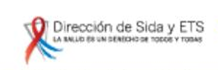 Dirección de Sida y ETS
LA SALUD ES UN DERECHO DE TODOS Y TODAS